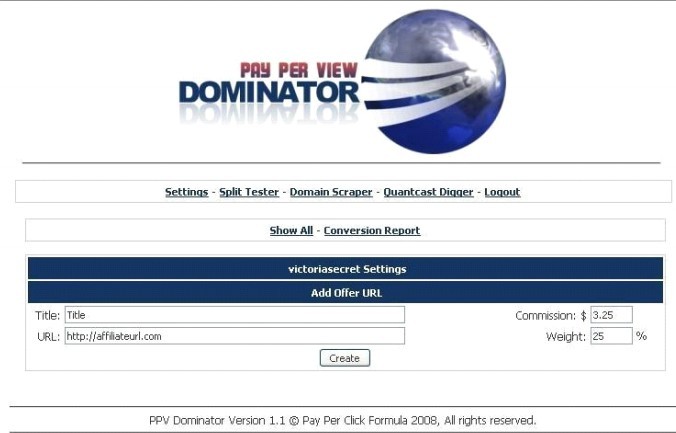 PAY PER VIEW
DOMINATOR
Settings - Split Tester - Domain Scraper - Quantcast Digger - Logout
Show All - Conversion Report
victoriasecret Settings
Add Offer URL
Title: Title Commission: $ 3.25
URL: http://affiliateurl.com Weight: 25 %
Create
PPV Dominator Version 1.1 © Pay Per Click Formula 2008, All rights reserved.